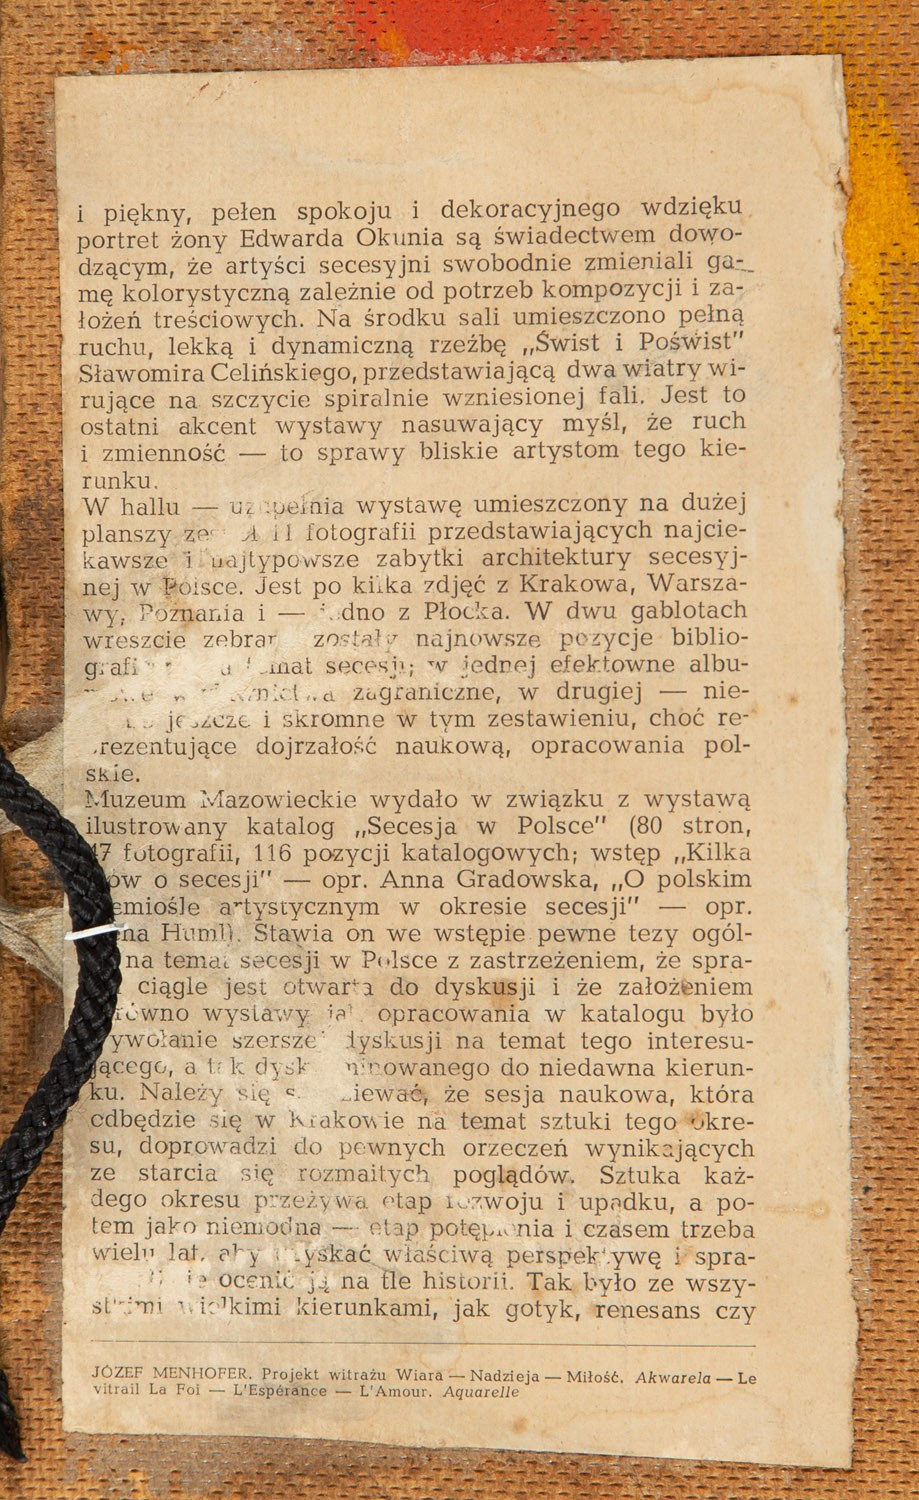 i piękny, pełen spokoju i dekoracyjnego wdzięku
portret żony Edwarda Okunia są świadectwem dowo-
dzącym, że artyści secesyjni swobodnie zmieniali ga-
mę kolorystyczną zależnie od potrzeb kompozycji i za-
łożeń treściowych. Na środku sali umieszczono pełną
ruchu, lekką i dynamiczną rzeźbę „Świst i Poświst"
Sławomira Celińskiego, przedstawiającą dwa wiatry wi-
rujące na szczycie spiralnie wzniesionej fali. Jest to
ostatni akcent wystawy nasuwający myśl, że ruch
i zmienność — to sprawy bliskie artystom tego kie-
runku.
W hallu — uzupełnia wystawę umieszczony na dużej
planszy fotografii przedstawiających najcie-
kawsze i najtypowsze zabytki architektury secesyj-
nej w Polsce. Jest po kilka zdjęć z Krakowa, Warsza-
wy, Poznania i — jedno z Płocka. W dwu gablotach
wreszcie zostały najnowsze pozycje biblio-
secesji; w jednej efektowne albu-
zagraniczne, w drugiej — nie-
jeszcze i skromne w tym zestawieniu, choć re-
prezentujące dojrzałość naukową, opracowania pol-
skie.
Muzeum Mazowieckie wydało w związku z wystawą
ilustrowany katalog „Secesja w Polsce" (80 stron,
fotografii, 116 pozycji katalogowych; wstęp „Kilka
o secesji" — opr. Anna Gradowska, „O polskim
artystycznym w okresie secesji" — opr.
Huml). Stawia on we wstępie pewne tezy ogól-
na temat secesji w Polsce z zastrzeżeniem, że spra-
ciągle jest otwarta do dyskusji i że założeniem
wystawy jak opracowania w katalogu było
wywołanie dyskusji na temat tego interesu-
jącego, a tak do niedawna kierun-
ku. Należy się że sesja naukowa, która
odbędzie się w Krakowie na temat sztuki tego okre-
su, doprowadzi do pewnych orzeczeń wynikających
ze starcia się rozmaitych poglądów. Sztuka każ-
dego okresu przeżywa etap rozwoju i upadku, a po-
tem jako niemodna — etap potępienia i czasem trzeba
wielu lat, aby uzyskać właściwą perspektywę i spra-
ocenić ją na tle historii. Tak było ze wszy-
stkimi wielkimi kierunkami, jak gotyk, renesans czy
JÓZEF MENHOFER. Projekt witrażu Wiara — Nadzieja — Miłość. Akwarela — Le
vitrail La Foi — L'Espérance — L'Amour. Aquarelle